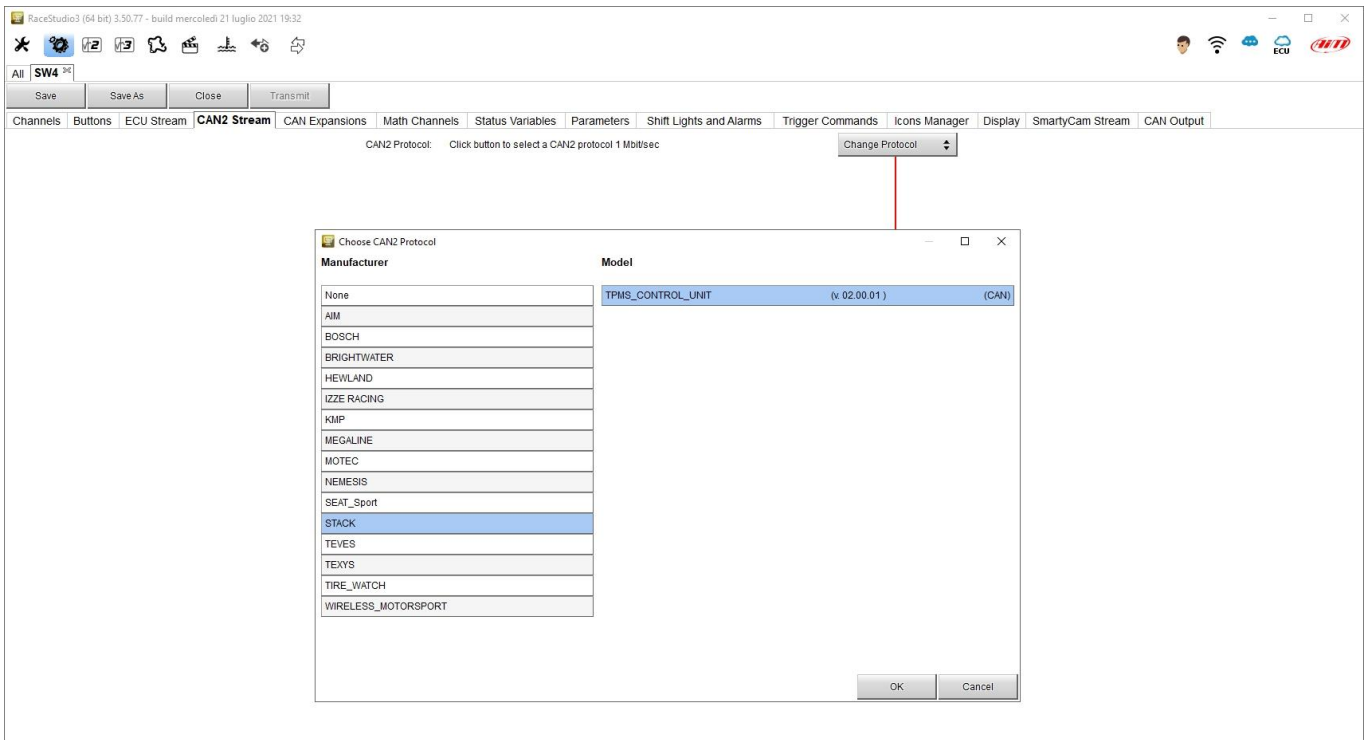 RaceStudio3 (64 bit) 3.50.77 - build mercoledì 21 luglio 2021 19:32
ECU
All SW4
Save Save As Close Transmit
Channels Buttons ECU Stream CAN2 Stream CAN Expansions Math Channels Status Variables Parameters Shift Lights and Alarms Trigger Commands Icons Manager Display SmartyCam Stream CAN Output
CAN2 Protocol: Click button to select a CAN2 protocol 1 Mbit/sec Change Protocol
Choose CAN2 Protocol
Manufacturer Model
None TPMS_CONTROL_UNIT (v. 02.00.01 ) (CAN)
AIM
BOSCH
BRIGHTWATER
HEWLAND
IZZE RACING
KMP
MEGALINE
MOTEC
NEMESIS
SEAT_Sport
STACK
TEVES
TEXYS
TIRE_WATCH
WIRELESS_MOTORSPORT
OK Cancel